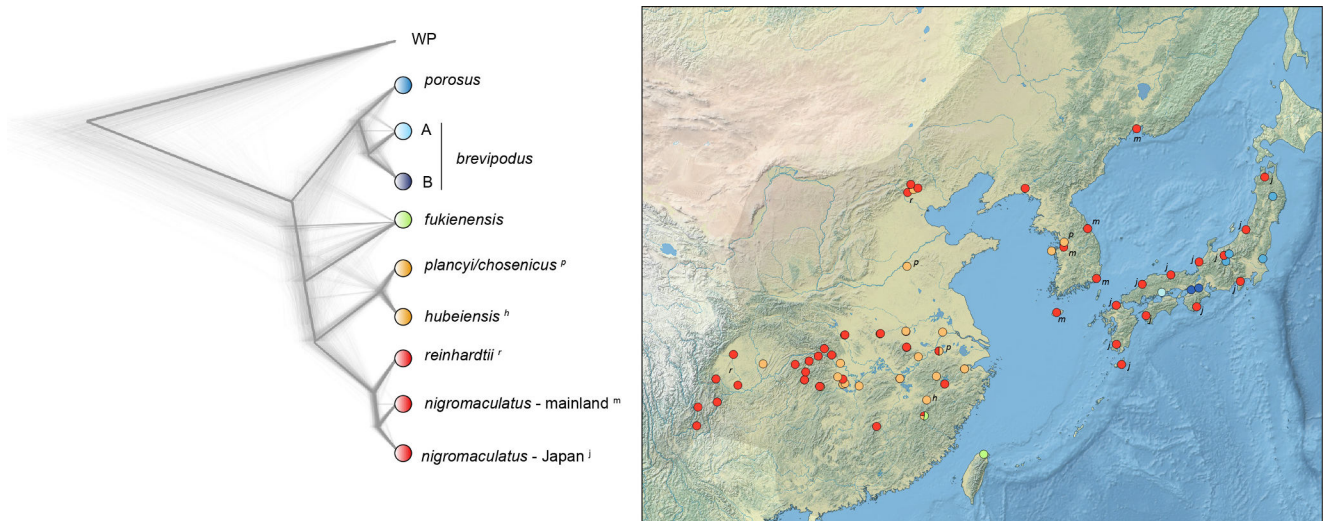 WP
porosus
A
brevipodus
B
fukienensis
plancyi/chosenicus p
hubeiensis h
reinhardtii r
nigromaculatus - mainland m
nigromaculatus - Japan j
m
j
r
m
p
j
p
m
j
j
j
m
j
j
j
m
j
j
p
j
r
j
h